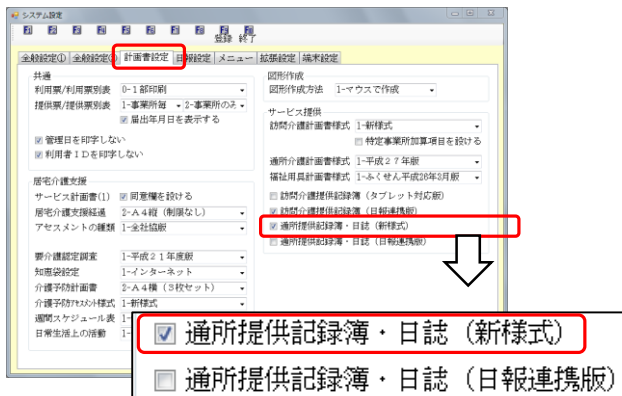 システム設定
F1 F2 F3 F4 F5 F6 F7 F8 F9 F10
登録 終了
全般設定① 全般設定② 計画書設定 日報設定 メニュー 拡張設定 端末設定
共通
利用票/利用票別表 0-1部印刷
提供票/提供票別表 1-事業所毎 2-事業所のみ
届出年月日を表示する
管理日を印字しない
利用者IDを印字しない
居宅介護支援
サービス計画書(1) 同意欄を設ける
居宅介護支援経過 2-A4縦 (制限なし)
アセスメントの種類 1-全社協版
要介護認定調査 1-平成21年度版
知恵袋設定 1-インターネット
介護予防計画書 2-A4横 (3枚セット)
介護予防アセスメント様式 1-新様式
週間スケジュール表 1-
日常生活上の活動 1-
図形作成
図形作成方法 1-マウスで作成
サービス提供
訪問介護計画書様式 1-新様式
特定事業所加算項目を設ける
通所介護計画書様式 1-平成27年版
福祉用具計画書様式 1-ふくせん平成26年3月版
訪問介護提供記録簿 (タブレット対応版)
訪問介護提供記録簿 (日報連携版)
通所提供記録簿・日誌 (新様式)
通所提供記録簿・日誌 (日報連携版)
通所提供記録簿・日誌 (新様式)
通所提供記録簿・日誌 (日報連携版)